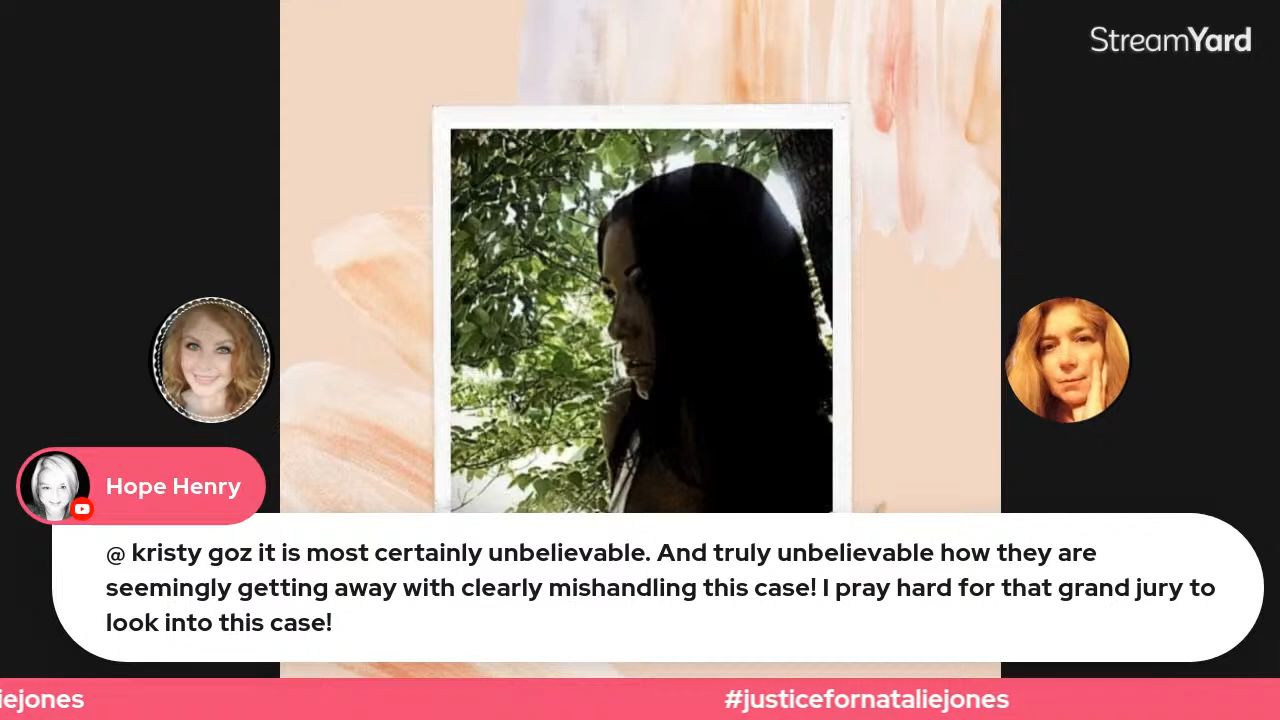 StreamYard
Hope Henry
@ kristy goz it is most certainly unbelievable. And truly unbelievable how they are
seemingly getting away with clearly mishandling this case! I pray hard for that grand jury to
look into this case!
iejones
#justicefornataliejones